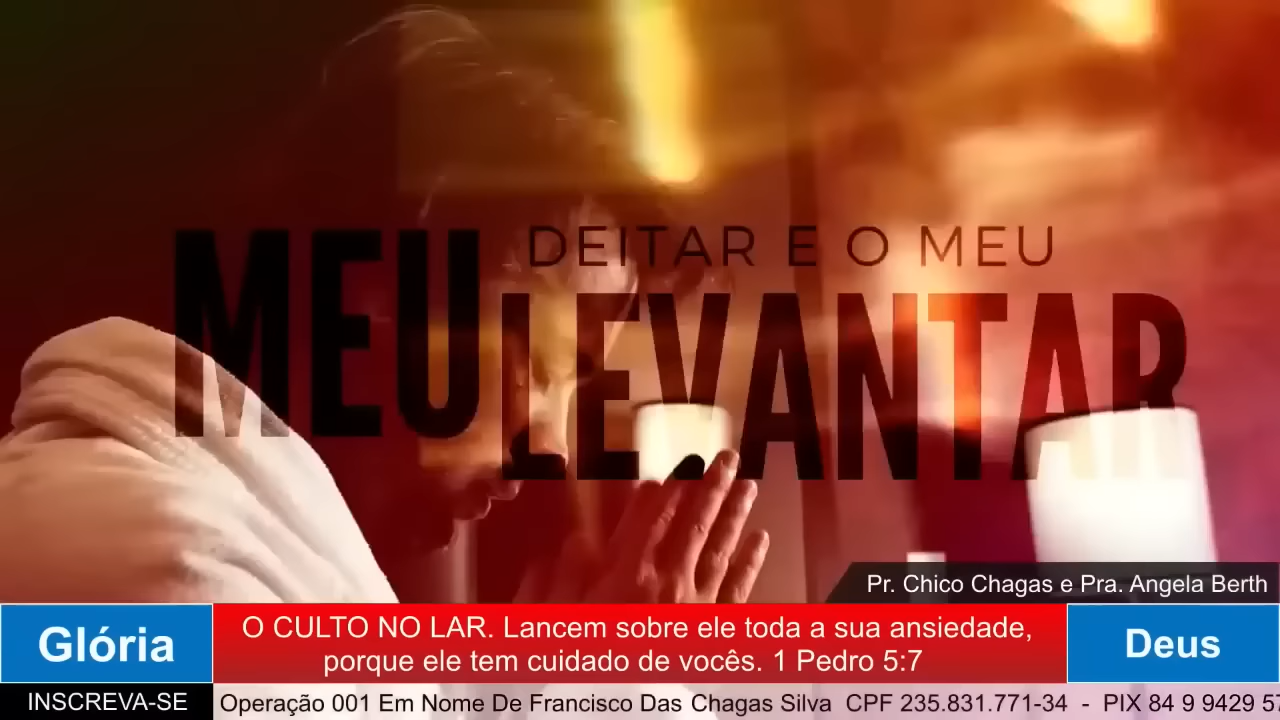 MEU
DEITAR E O MEU
LEVANTAR
Pr. Chico Chagas e Pra. Angela Berth
Glória
O CULTO NO LAR. Lancem sobre ele toda a sua ansiedade,
porque ele tem cuidado de vocês. 1 Pedro 5:7
Deus
INSCREVA-SE
Operação 001 Em Nome De Francisco Das Chagas Silva CPF 235.831.771-34 - PIX 84 9 9429 57